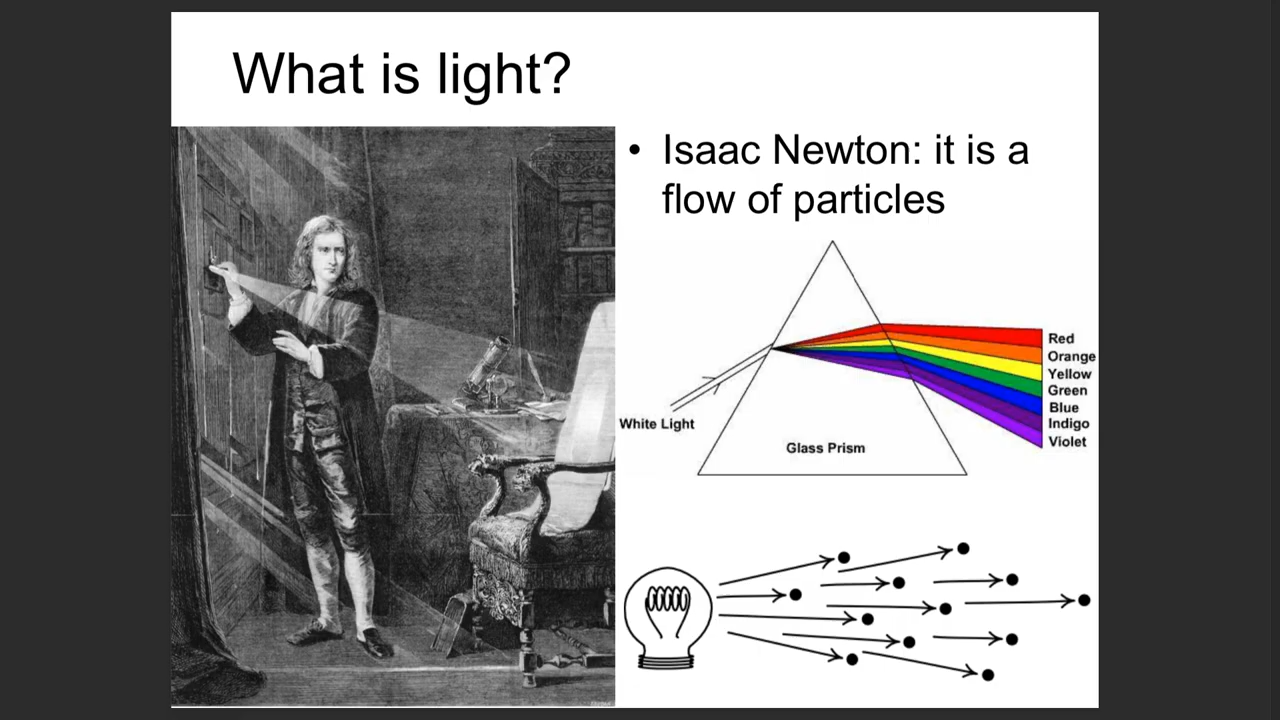 What is light?
• Isaac Newton: it is a
flow of particles
White Light
Glass Prism
Red
Orange
Yellow
Green
Blue
Indigo
Violet